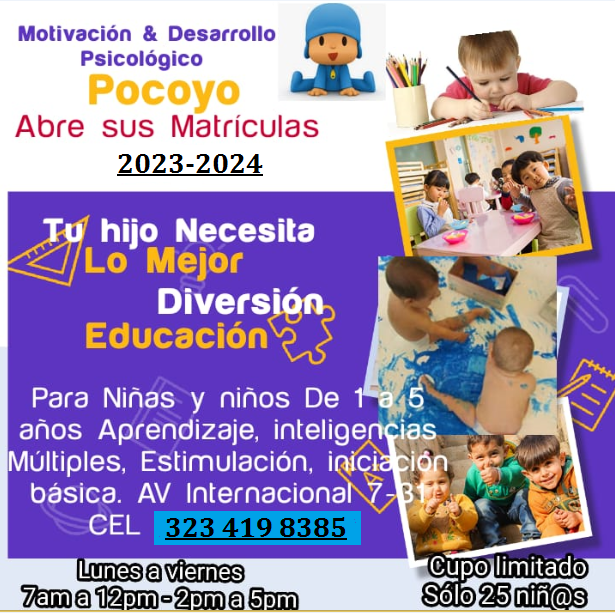 Motivación & Desarrollo
Psicológico
Pocoyo
Abre sus Matrículas
2023-2024
Tu hijo Necesita
Lo Mejor
Diversión
Educación
Para Niñas y niños De 1 a 5
años Aprendizaje, inteligencias
Múltiples, Estimulación, iniciación
básica. AV Internacional 7-31
CEL 323 419 8385
Lunes a viernes
7am a 12pm - 2pm a 5pm
Cupo limitado
Sólo 25 niñ@s